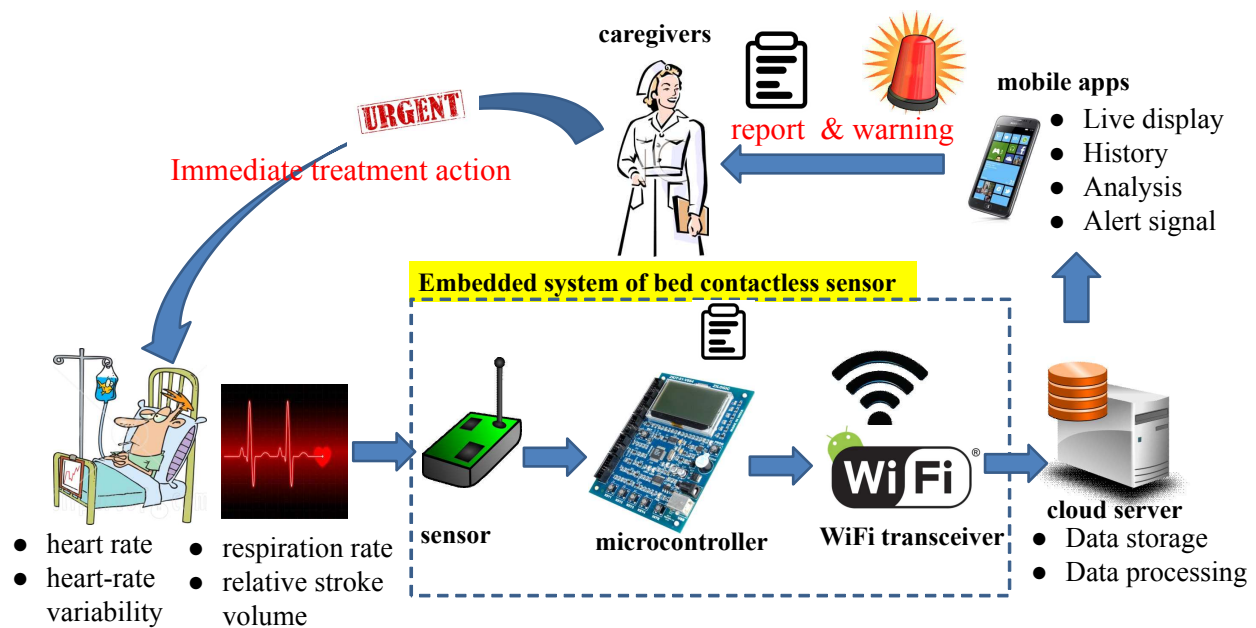 caregivers
URGENT
report & warning
mobile apps
● Live display
● History
● Analysis
● Alert signal
Immediate treatment action
Embedded system of bed contactless sensor
sensor
microcontroller
WiFi®
WiFi transceiver
cloud server
● Data storage
● Data processing
● heart rate
● heart-rate
variability
● respiration rate
● relative stroke
volume